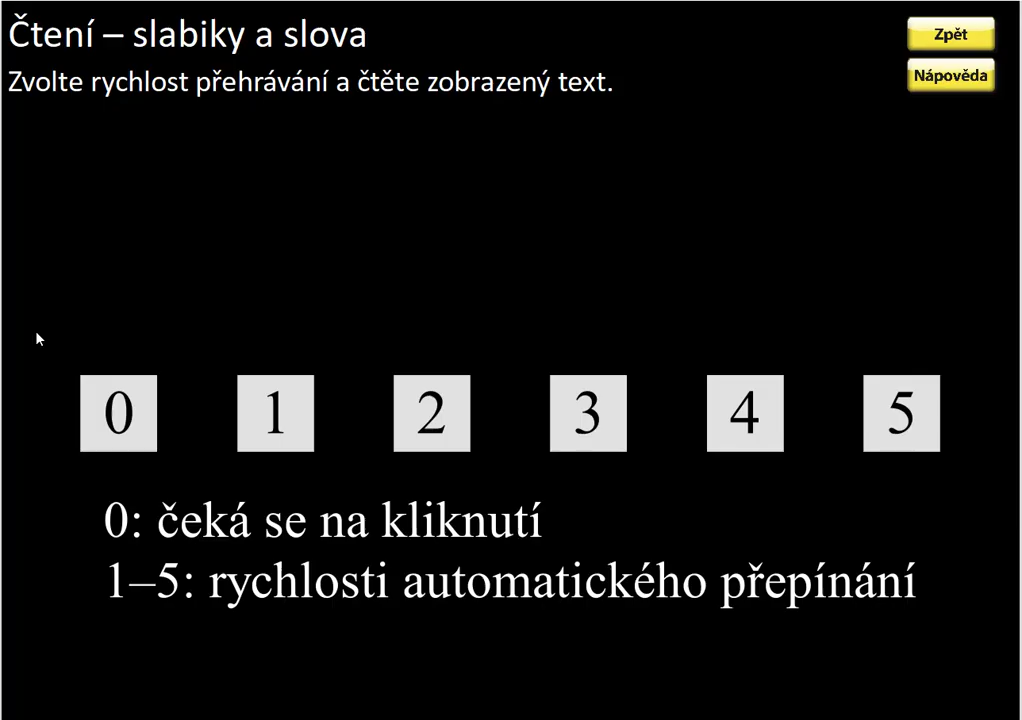 Čtení – slabiky a slova
Zpět
Zvolte rychlost přehrávání a čtěte zobrazený text.
Nápověda
0 1 2 3 4 5
0: čeká se na kliknutí
1–5: rychlosti automatického přepínání